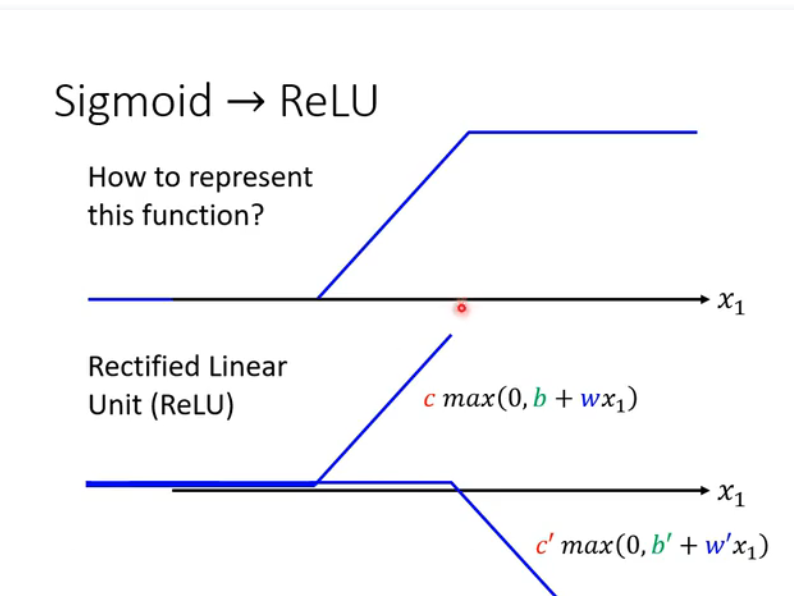 Sigmoid → ReLU
How to represent
this function?
x₁
Rectified Linear
Unit (ReLU)
c max(0, b + wx₁)
x₁
c′ max(0, b′ + w′x₁)